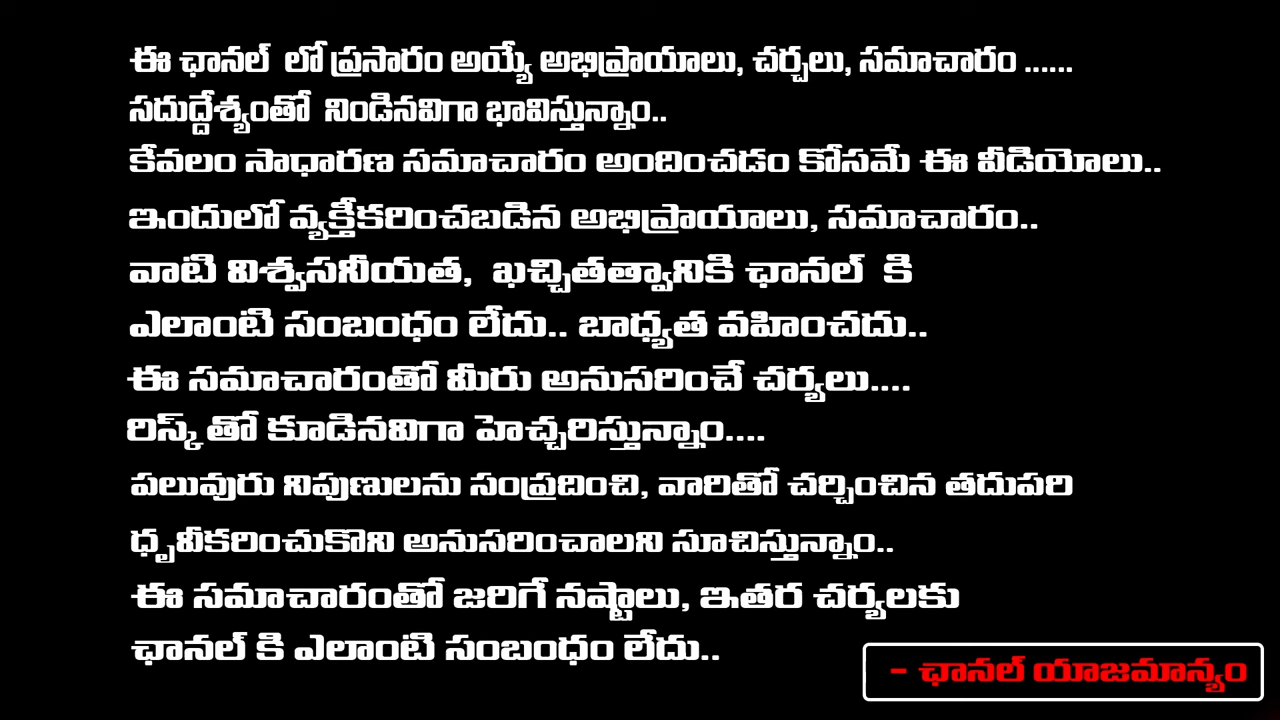 ఈ ఛానల్ లో ప్రసారం అయ్యే అభిప్రాయాలు, చర్చలు, సమాచారం ......
సదుద్దేశ్యంతో నిండినవిగా భావిస్తున్నాం..
కేవలం సాధారణ సమాచారం అందించడం కోసమే ఈ వీడియోలు..
ఇందులో వ్యక్తీకరించబడిన అభిప్రాయాలు, సమాచారం..
వాటి విశ్వసనీయత, ఖచ్చితత్వానికి ఛానల్ కి
ఎలాంటి సంబంధం లేదు.. బాధ్యత వహించదు..
ఈ సమాచారంతో మీరు అనుసరించే చర్యలు....
రిస్క్ తో కూడినవిగా హెచ్చరిస్తున్నాం....
పలువురు నిపుణులను సంప్రదించి, వారితో చర్చించిన తదుపరి
ధృవీకరించుకొని అనుసరించాలని సూచిస్తున్నాం..
ఈ సమాచారంతో జరిగే నష్టాలు, ఇతర చర్యలకు
ఛానల్ కి ఎలాంటి సంబంధం లేదు..
- ఛానల్ యాజమాన్యం